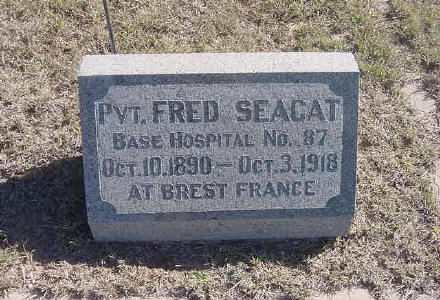 PVT. FRED SEACAT
BASE HOSPITAL NO. 87
OCT. 10. 1890 – OCT. 3. 1918
AT BREST FRANCE